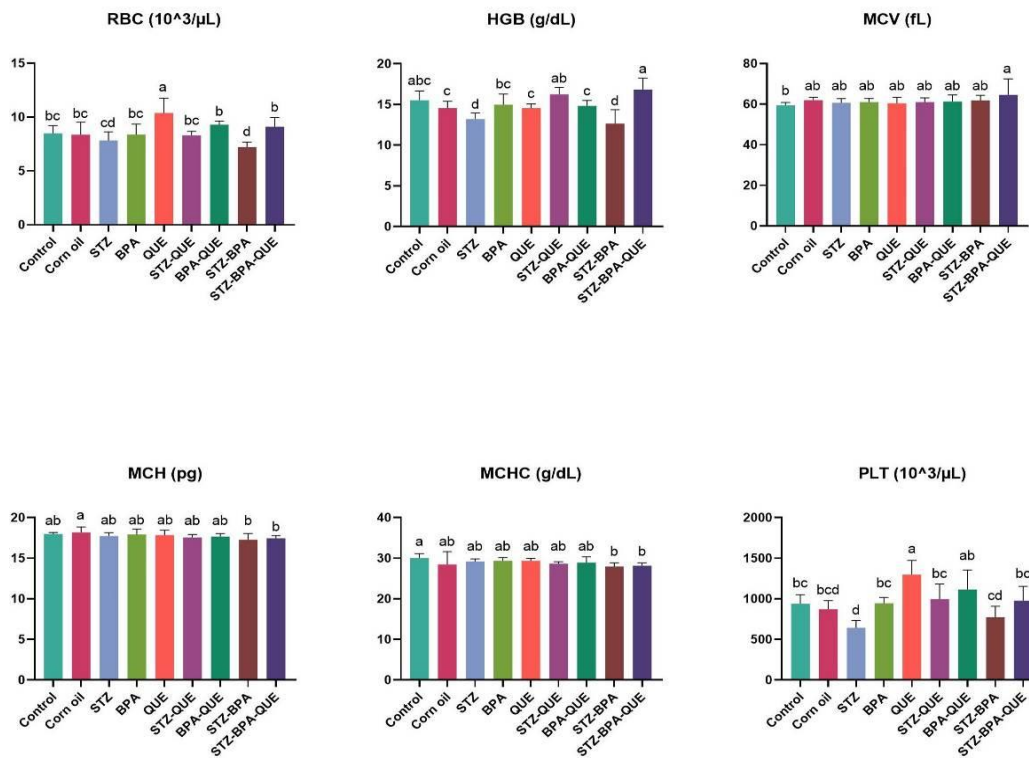 RBC (10^3/µL)
HGB (g/dL)
MCV (fL)
15
10
5
0
bc
bc
cd
bc
a
bc
b
d
b
Control
Corn oil
STZ
BPA
QUE
STZ-QUE
BPA-QUE
STZ-BPA
STZ-BPA-QUE
20
15
10
5
0
abc
c
d
bc
c
ab
c
d
a
Control
Corn oil
STZ
BPA
QUE
STZ-QUE
BPA-QUE
STZ-BPA
STZ-BPA-QUE
80
60
40
20
0
b
ab
ab
ab
ab
ab
ab
ab
a
Control
Corn oil
STZ
BPA
QUE
STZ-QUE
BPA-QUE
STZ-BPA
STZ-BPA-QUE
MCH (pg)
MCHC (g/dL)
PLT (10^3/µL)
20
15
10
5
0
ab
a
ab
ab
ab
ab
ab
b
b
Control
Corn oil
STZ
BPA
QUE
STZ-QUE
BPA-QUE
STZ-BPA
STZ-BPA-QUE
40
30
20
10
0
a
ab
ab
ab
ab
ab
ab
b
b
Control
Corn oil
STZ
BPA
QUE
STZ-QUE
BPA-QUE
STZ-BPA
STZ-BPA-QUE
2000
1500
1000
500
0
bc
bcd
d
bc
a
bc
ab
cd
bc
Control
Corn oil
STZ
BPA
QUE
STZ-QUE
BPA-QUE
STZ-BPA
STZ-BPA-QUE